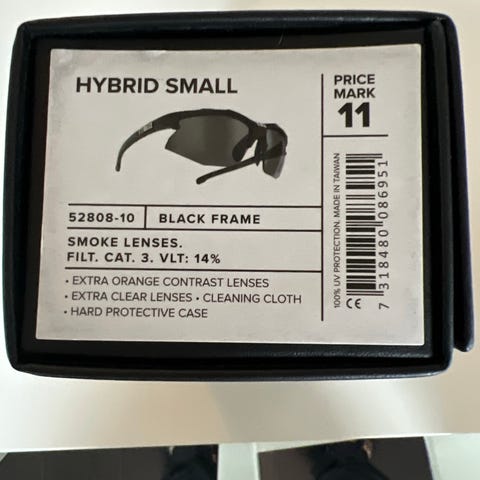 HYBRID SMALL
PRICE
MARK
11
52808-10
BLACK FRAME
SMOKE LENSES.
FILT. CAT. 3. VLT: 14%
• EXTRA ORANGE CONTRAST LENSES
• EXTRA CLEAR LENSES • CLEANING CLOTH
• HARD PROTECTIVE CASE
100% UV PROTECTION. MADE IN TAIWAN
CE
7 318480 086951